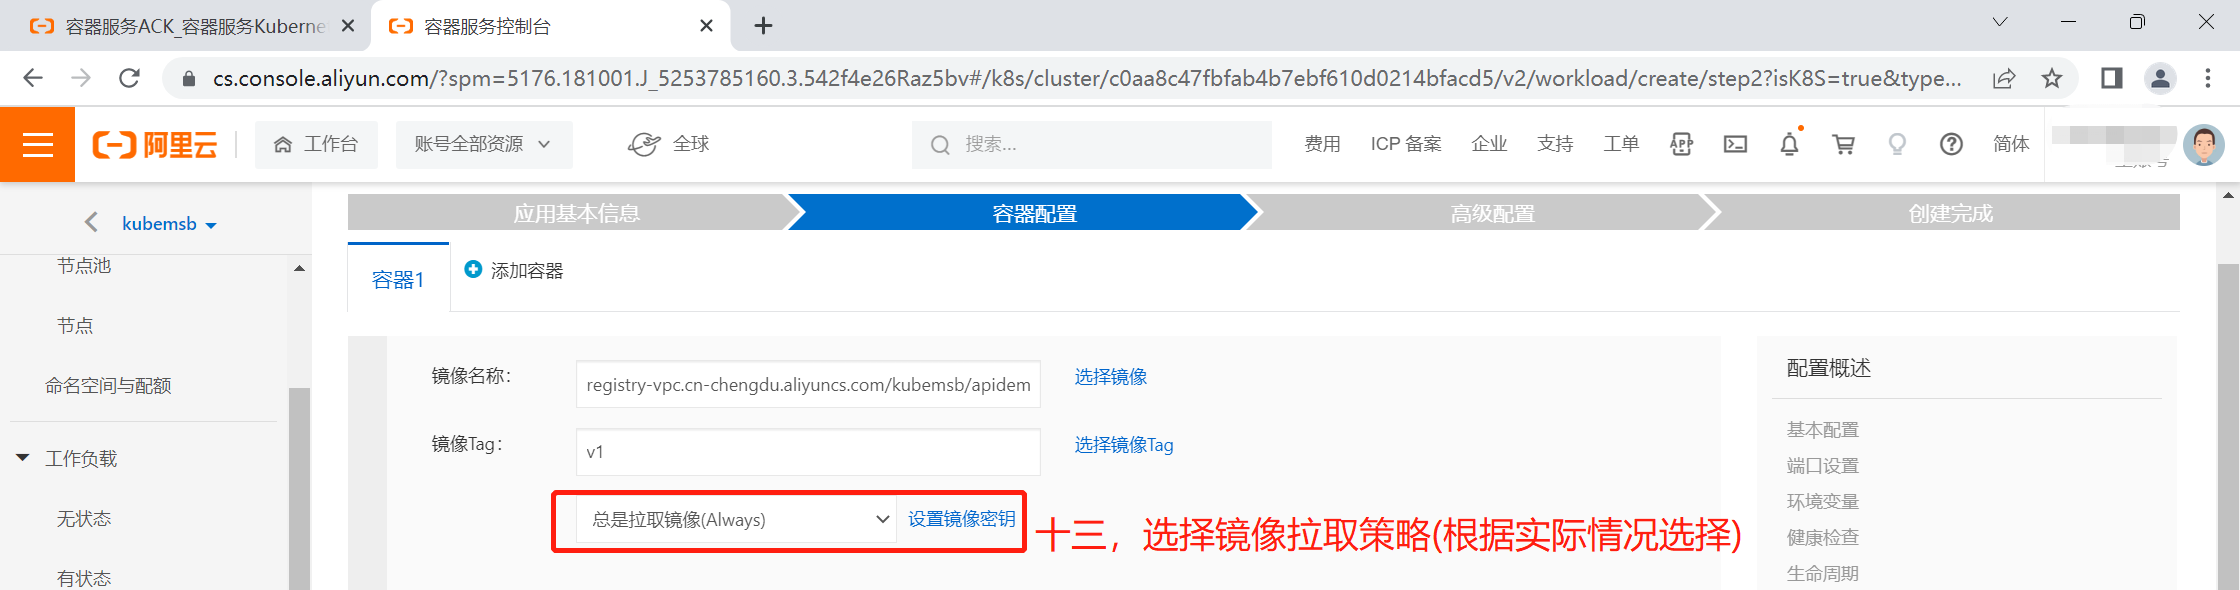 容器服务ACK_容器服务Kuberne
容器服务控制台
cs.console.aliyun.com/?spm=5176.181001.J_5253785160.3.542f4e26Raz5bv#/k8s/cluster/c0aa8c47fbfab4b7ebf610d0214bfacd5/v2/workload/create/step2?isK8S=true&type...
阿里云
工作台
账号全部资源
全球
搜索...
费用
ICP 备案
企业
支持
工单
APP
简体
kubemsb
应用基本信息
容器配置
高级配置
创建完成
节点池
节点
命名空间与配额
工作负载
无状态
有状态
容器1
添加容器
镜像名称：
registry-vpc.cn-chengdu.aliyuncs.com/kubemsb/apidem
选择镜像
镜像Tag：
v1
选择镜像Tag
总是拉取镜像(Always)
设置镜像密钥
十三，选择镜像拉取策略(根据实际情况选择)
配置概述
基本配置
端口设置
环境变量
健康检查
生命周期